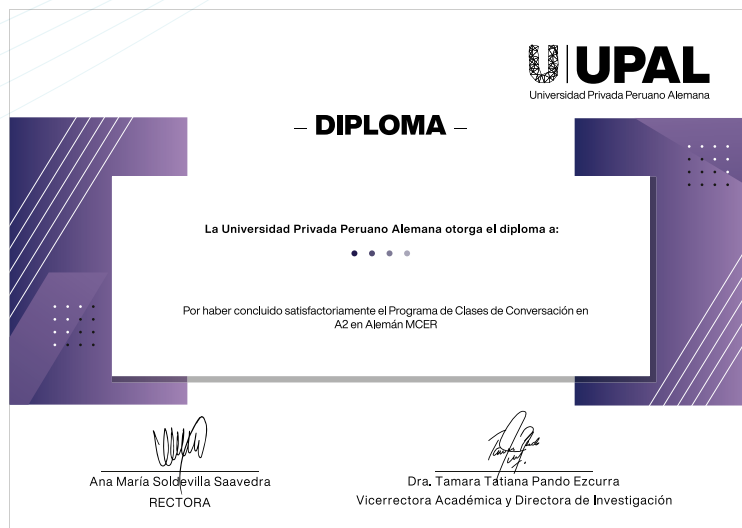 UPAL
Universidad Privada Peruano Alemana
– DIPLOMA –
La Universidad Privada Peruano Alemana otorga el diploma a:
Por haber concluido satisfactoriamente el Programa de Clases de Conversación en
A2 en Alemán MCER
Ana María Soldevilla Saavedra
RECTORA
Dra. Tamara Tatiana Pando Ezcurra
Vicerrectora Académica y Directora de Investigación